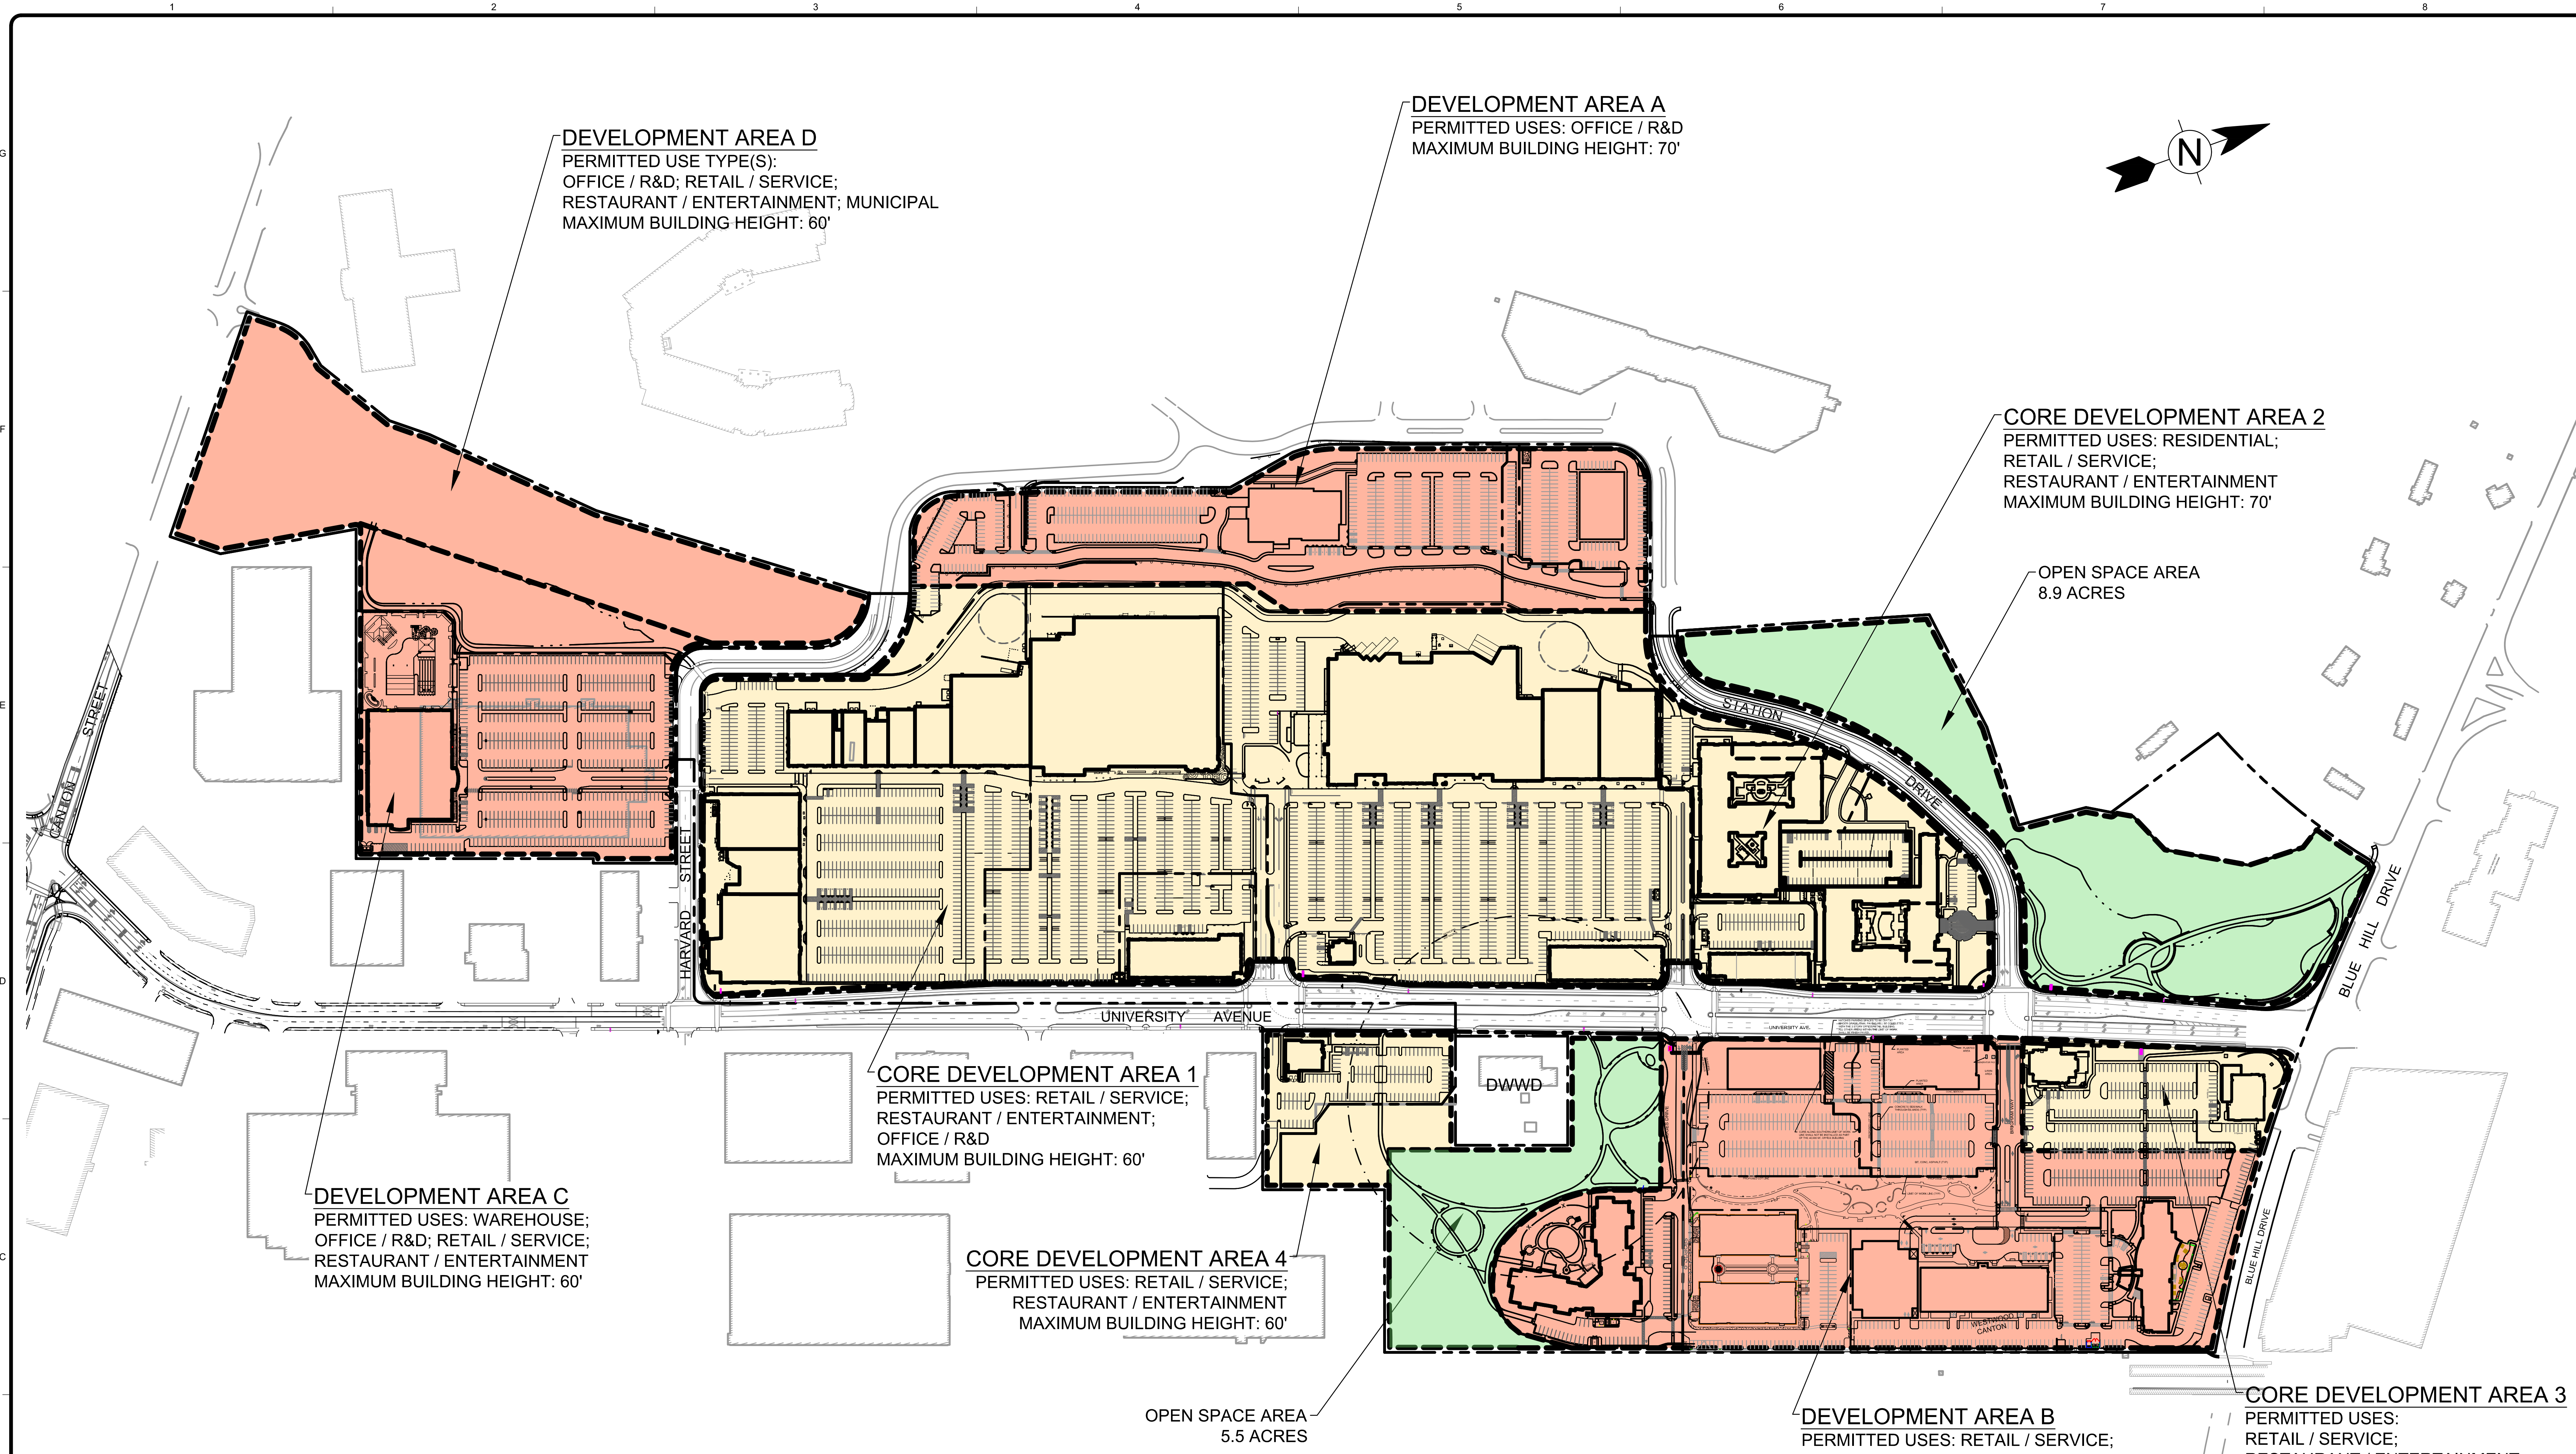 1 2 3 4 5 6 7 8
G
F
E
D
C
DEVELOPMENT AREA D
PERMITTED USE TYPE(S):
OFFICE / R&D; RETAIL / SERVICE;
RESTAURANT / ENTERTAINMENT; MUNICIPAL
MAXIMUM BUILDING HEIGHT: 60'
DEVELOPMENT AREA A
PERMITTED USES: OFFICE / R&D
MAXIMUM BUILDING HEIGHT: 70'
N
CORE DEVELOPMENT AREA 2
PERMITTED USES: RESIDENTIAL;
RETAIL / SERVICE;
RESTAURANT / ENTERTAINMENT
MAXIMUM BUILDING HEIGHT: 70'
OPEN SPACE AREA
8.9 ACRES
CANTON STREET
HARVARD STREET
STATION DRIVE
BLUE HILL DRIVE
UNIVERSITY AVENUE
UNIVERSITY AVE.
DWWD
CORE DEVELOPMENT AREA 1
PERMITTED USES: RETAIL / SERVICE;
RESTAURANT / ENTERTAINMENT;
OFFICE / R&D
MAXIMUM BUILDING HEIGHT: 60'
DEVELOPMENT AREA C
PERMITTED USES: WAREHOUSE;
OFFICE / R&D; RETAIL / SERVICE;
RESTAURANT / ENTERTAINMENT
MAXIMUM BUILDING HEIGHT: 60'
CORE DEVELOPMENT AREA 4
PERMITTED USES: RETAIL / SERVICE;
RESTAURANT / ENTERTAINMENT
MAXIMUM BUILDING HEIGHT: 60'
BLUE HILL DRIVE
WESTWOOD
CANTON
OPEN SPACE AREA
5.5 ACRES
DEVELOPMENT AREA B
PERMITTED USES: RETAIL / SERVICE;
CORE DEVELOPMENT AREA 3
PERMITTED USES:
RETAIL / SERVICE;
RESTAURANT / ENTERTAINMENT